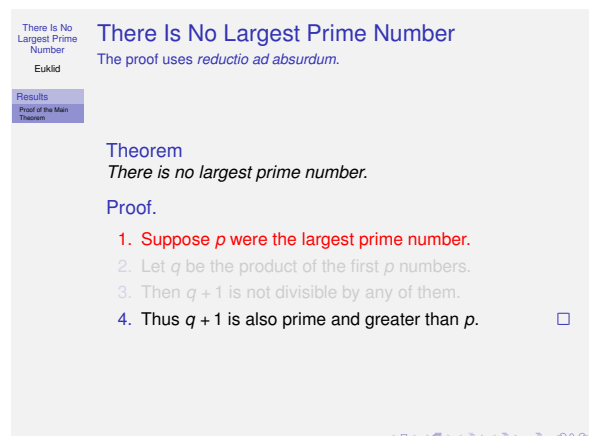 There Is No
Largest Prime
Number
Euklid
Results
Proof of the Main
Theorem
There Is No Largest Prime Number
The proof uses reductio ad absurdum.
Theorem
There is no largest prime number.
Proof.
1. Suppose p were the largest prime number.
2. Let q be the product of the first p numbers.
3. Then q + 1 is not divisible by any of them.
4. Thus q + 1 is also prime and greater than p.